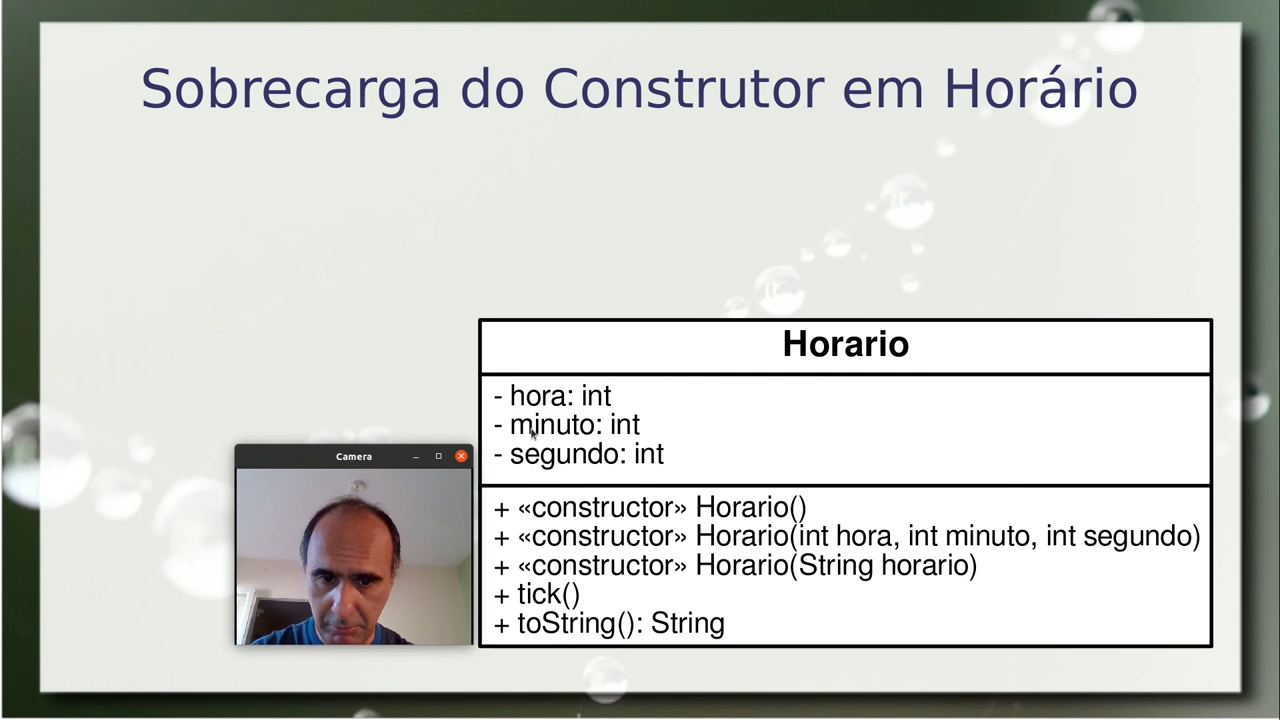 Sobrecarga do Construtor em Horário
Horario
- hora: int
- minuto: int
- segundo: int
Camera
+ «constructor» Horario()
+ «constructor» Horario(int hora, int minuto, int segundo)
+ «constructor» Horario(String horario)
+ tick()
+ toString(): String